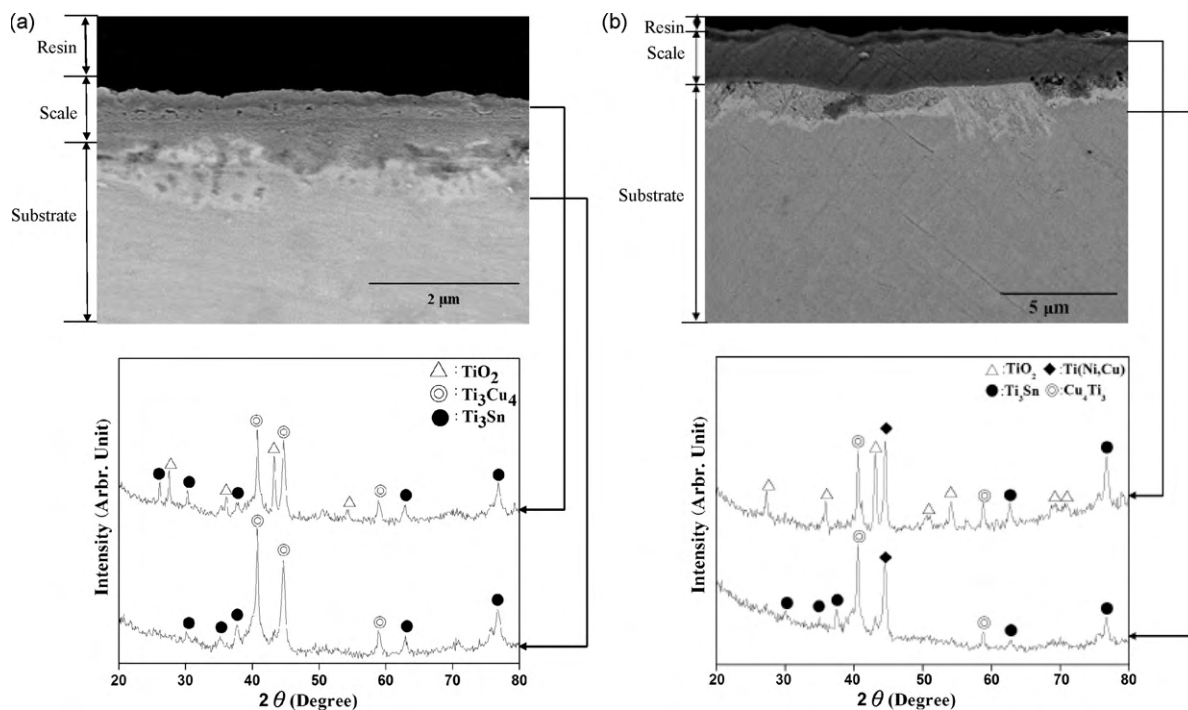 (a)
Resin
Scale
Substrate
2 μm
(b)
Resin
Scale
Substrate
5 μm
△ : TiO2
◎ : Ti3Cu4
● : Ti3Sn
Intensity (Arbr. Unit)
20 30 40 50 60 70 80
2 θ (Degree)
△ :TiO2 ◆ :Ti(Ni,Cu)
● :Ti3Sn ◎ :Cu4Ti3
Intensity (Arbr. Unit)
20 30 40 50 60 70 80
2 θ (Degree)